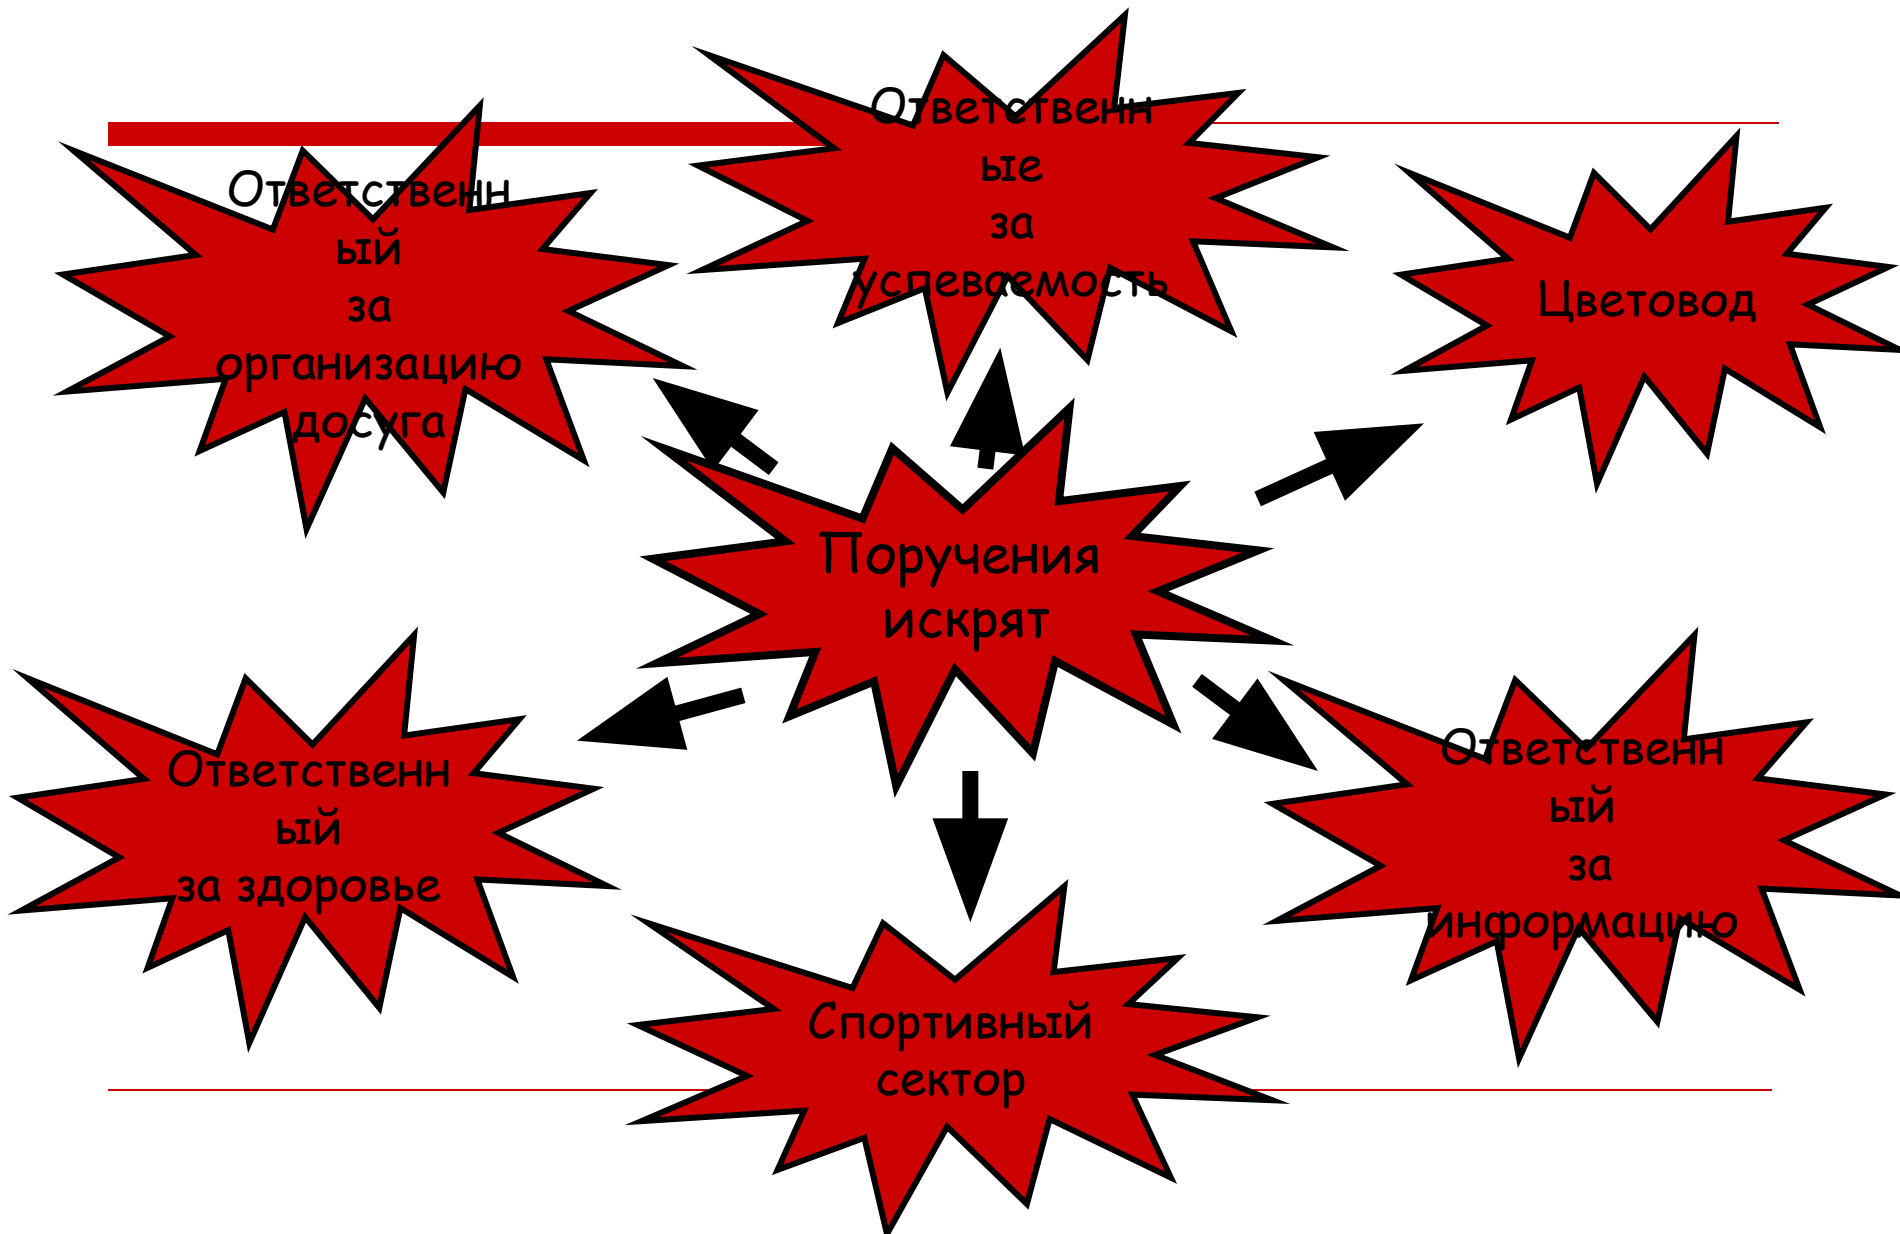 Ответственн
ые
за
успеваемость
Ответственн
ый
за
организацию
досуга
Цветовод
Поручения
искрят
Ответственн
ый
за здоровье
Ответственн
ый
за
информацию
Спортивный
сектор